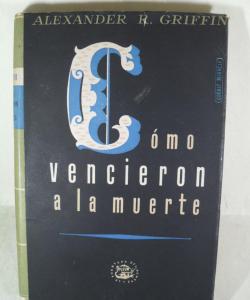 ALEXANDER R. GRIFFIN
Cómo
vencieron
a la muerte